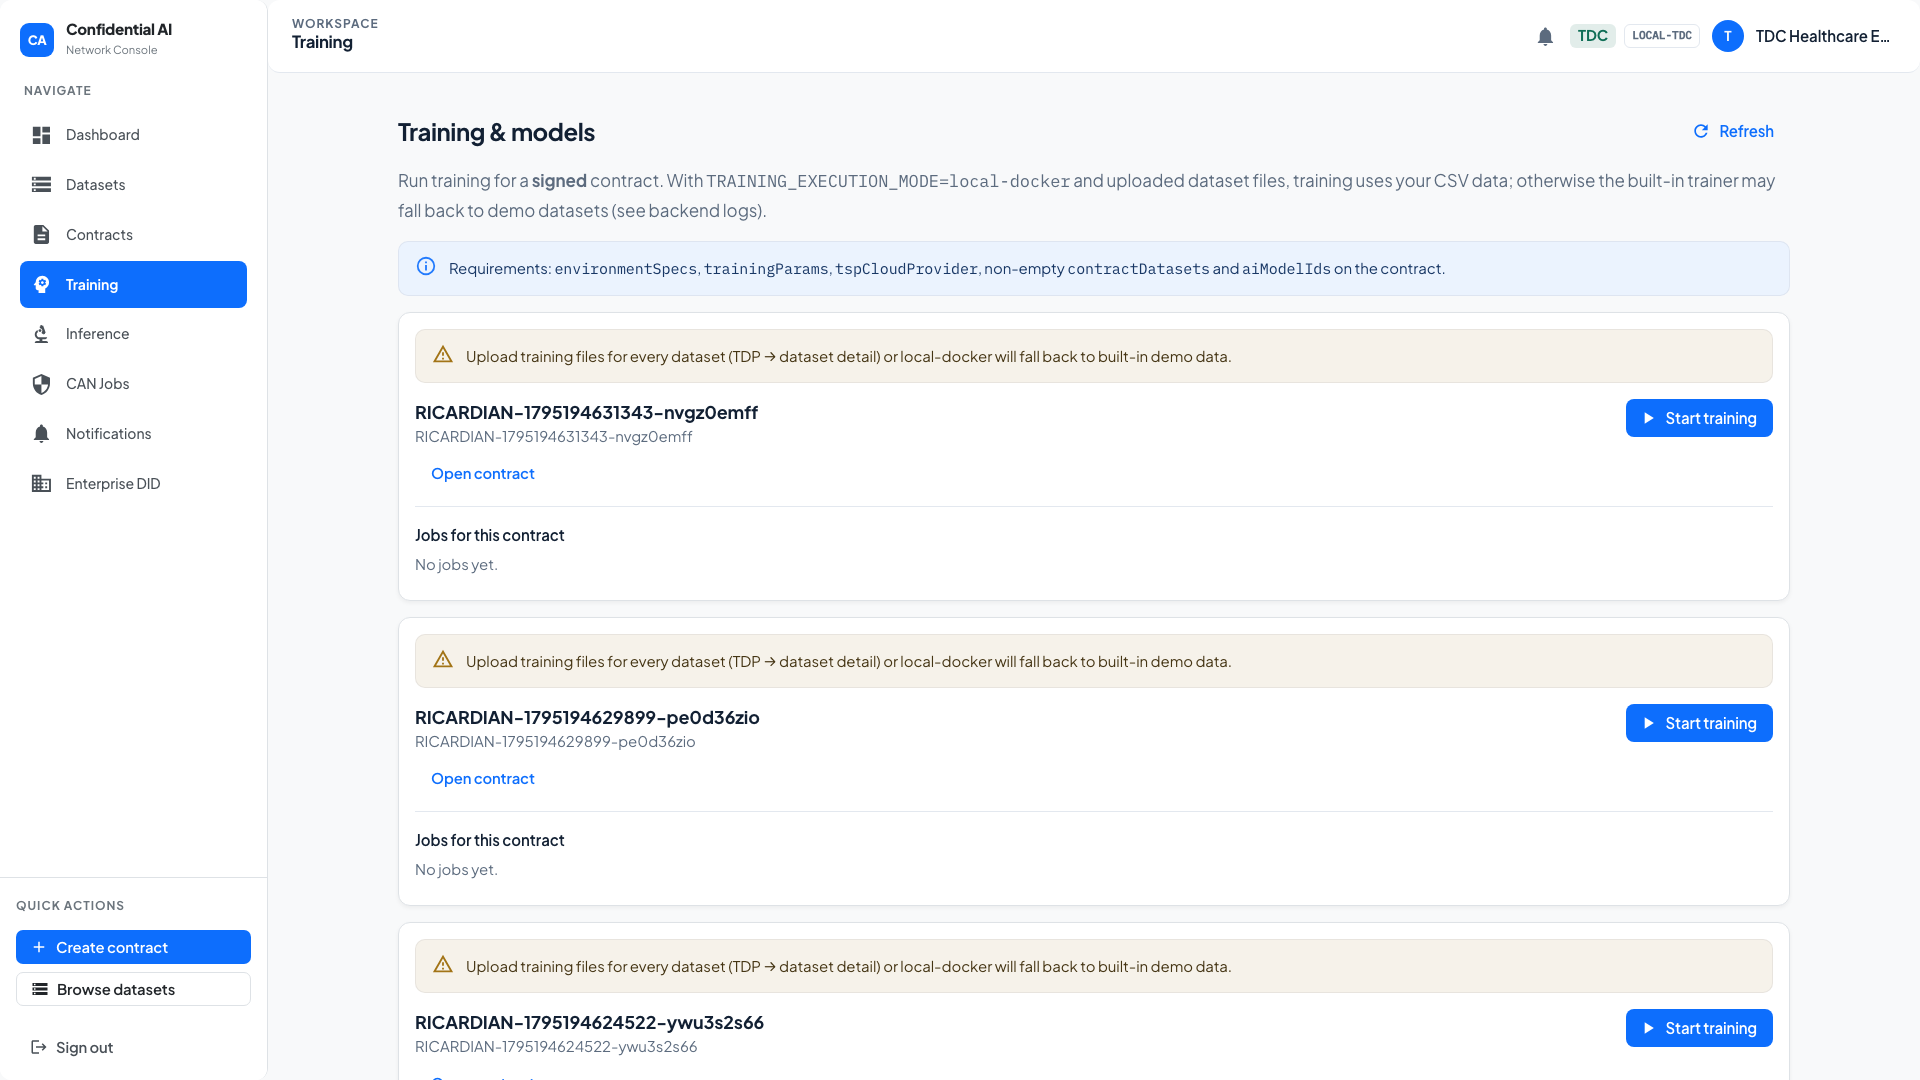 CA
Confidential AI
Network Console
NAVIGATE
Dashboard
Datasets
Contracts
Training
Inference
CAN Jobs
Notifications
Enterprise DID
QUICK ACTIONS
Create contract
Browse datasets
Sign out
WORKSPACE
Training
TDC
LOCAL-TDC
T
TDC Healthcare E...
Training & models
Refresh
Run training for a signed contract. With TRAINING_EXECUTION_MODE=local-docker and uploaded dataset files, training uses your CSV data; otherwise the built-in trainer may
fall back to demo datasets (see backend logs).
Requirements: environmentSpecs, trainingParams, tspCloudProvider, non-empty contractDatasets and aiModelIds on the contract.
Upload training files for every dataset (TDP → dataset detail) or local-docker will fall back to built-in demo data.
RICARDIAN-1795194631343-nvgz0emff
RICARDIAN-1795194631343-nvgz0emff
Start training
Open contract
Jobs for this contract
No jobs yet.
Upload training files for every dataset (TDP → dataset detail) or local-docker will fall back to built-in demo data.
RICARDIAN-1795194629899-pe0d36zio
RICARDIAN-1795194629899-pe0d36zio
Start training
Open contract
Jobs for this contract
No jobs yet.
Upload training files for every dataset (TDP → dataset detail) or local-docker will fall back to built-in demo data.
RICARDIAN-1795194624522-ywu3s2s66
RICARDIAN-1795194624522-ywu3s2s66
Start training